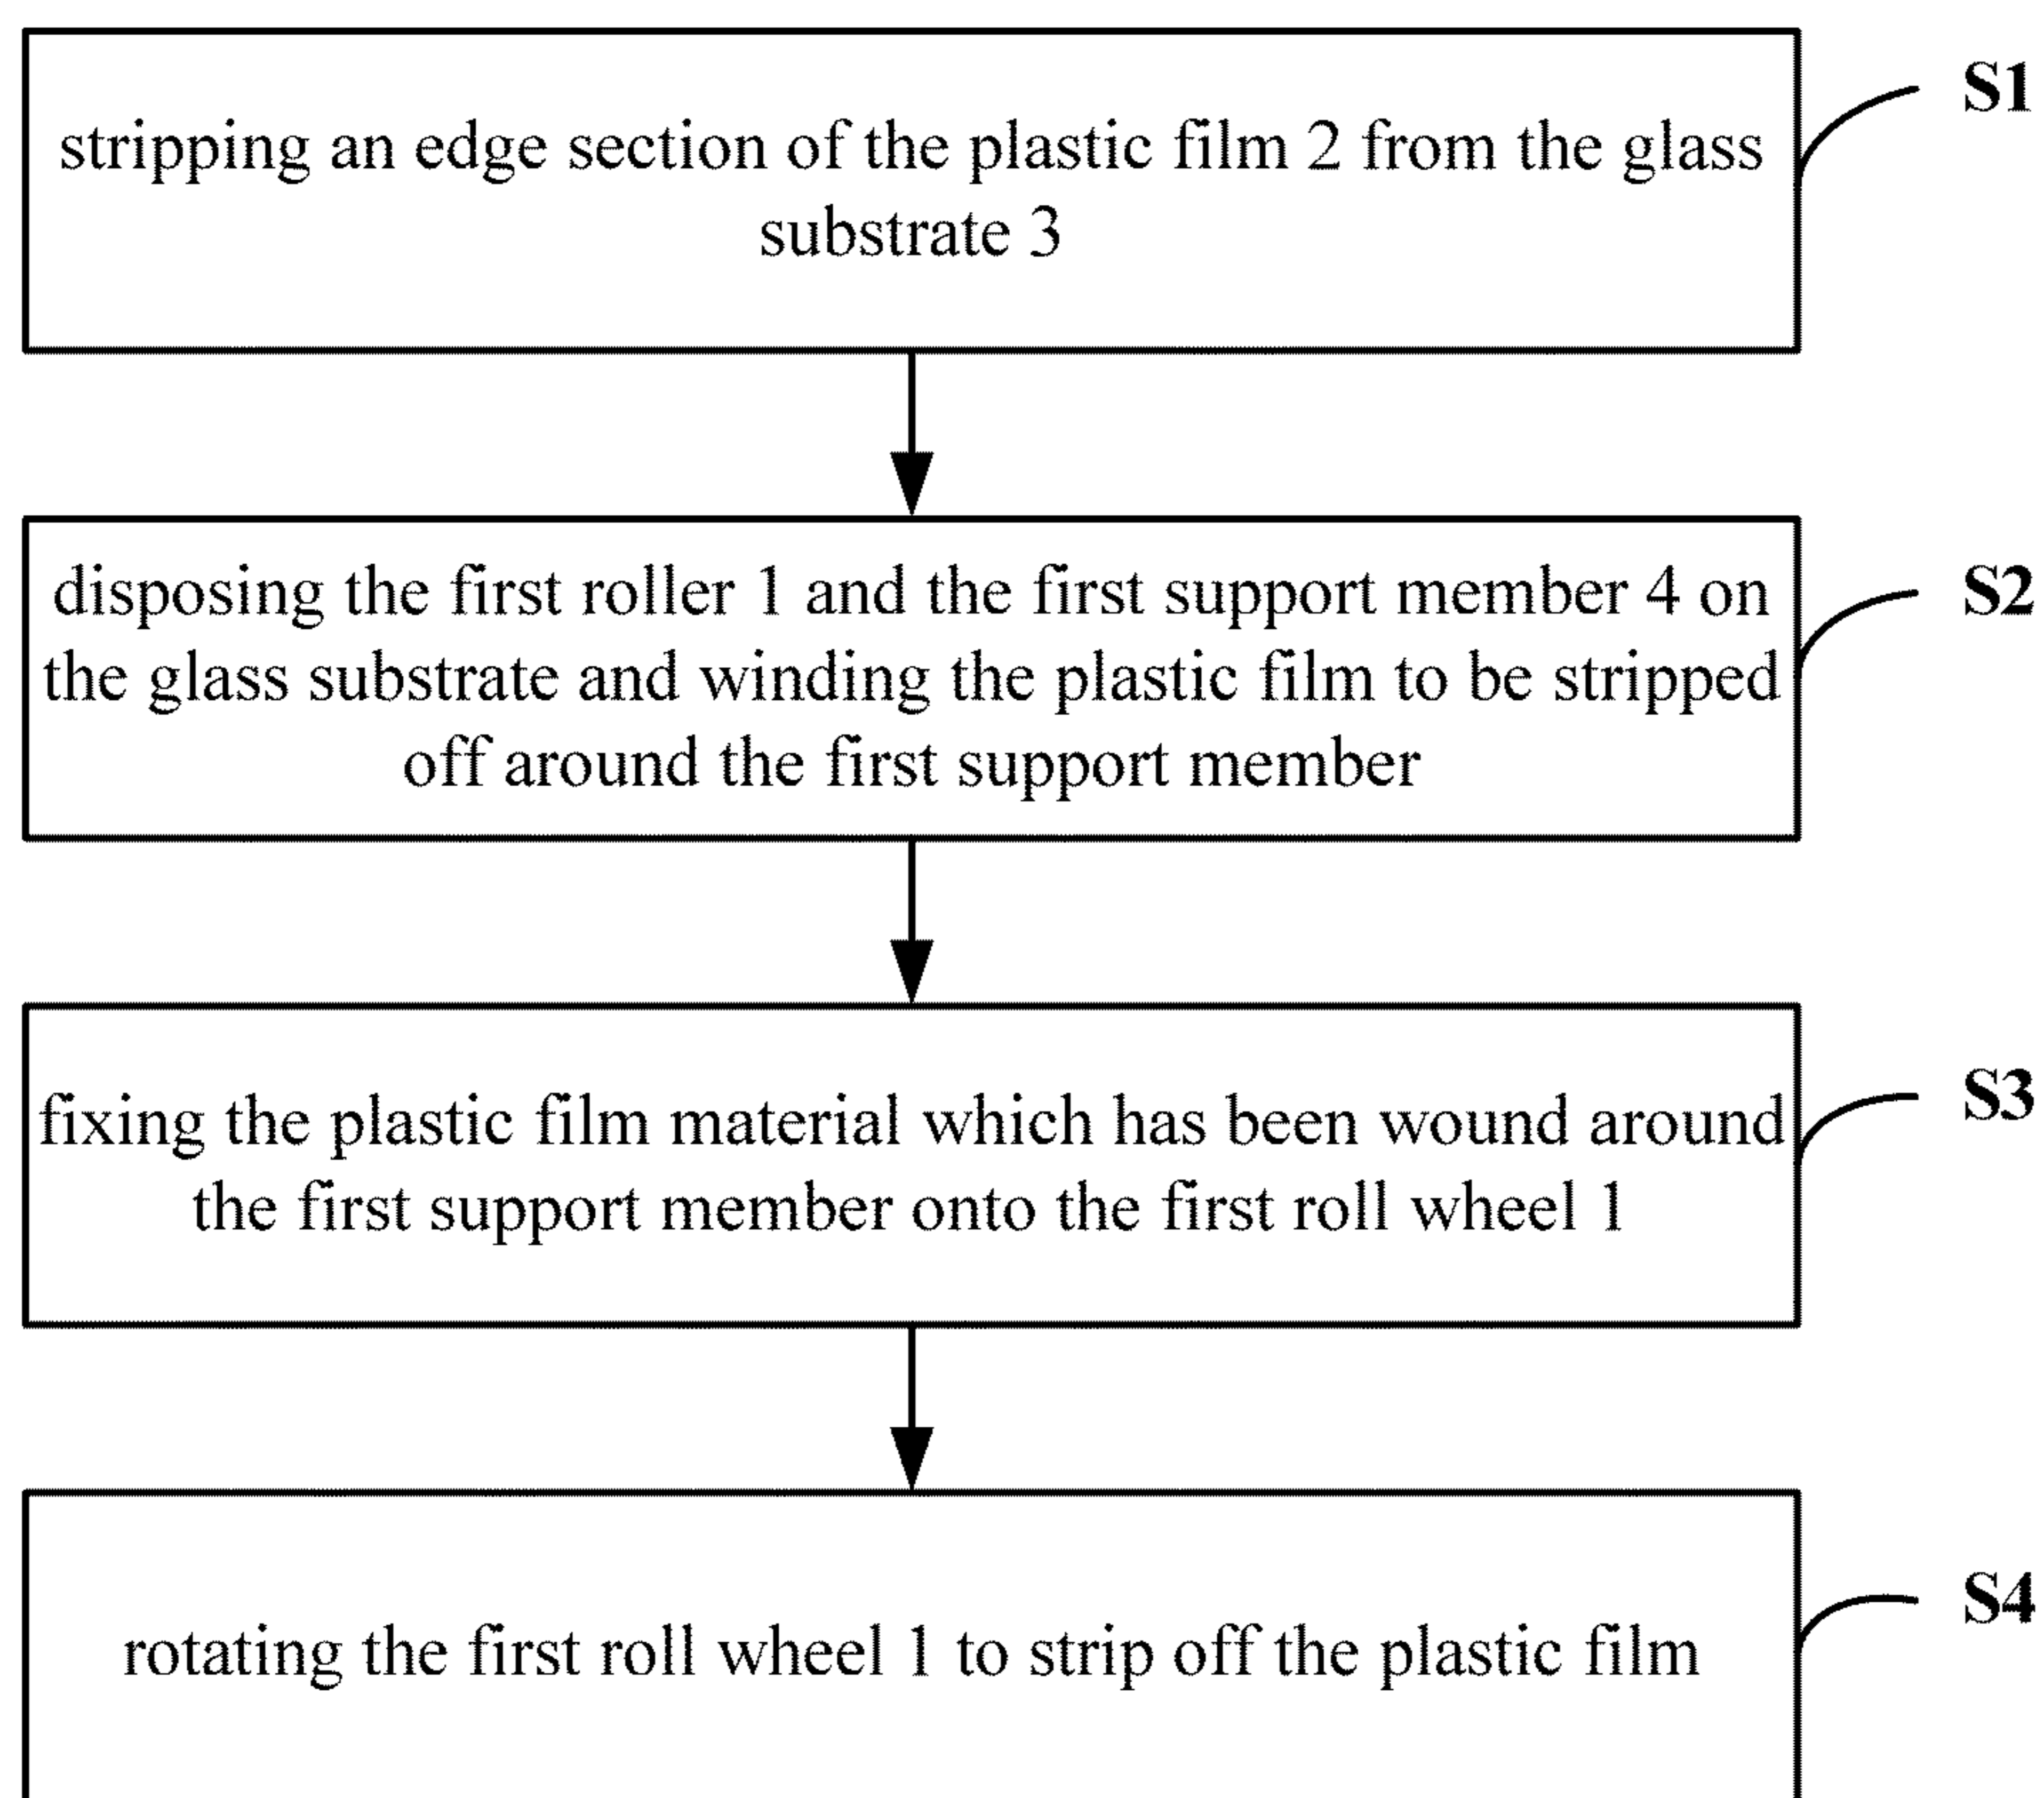 stripping an edge section of the plastic film 2 from the glass
substrate 3
S1
disposing the first roller 1 and the first support member 4 on
the glass substrate and winding the plastic film to be stripped
off around the first support member
S2
fixing the plastic film material which has been wound around
the first support member onto the first roll wheel 1
S3
rotating the first roll wheel 1 to strip off the plastic film
S4